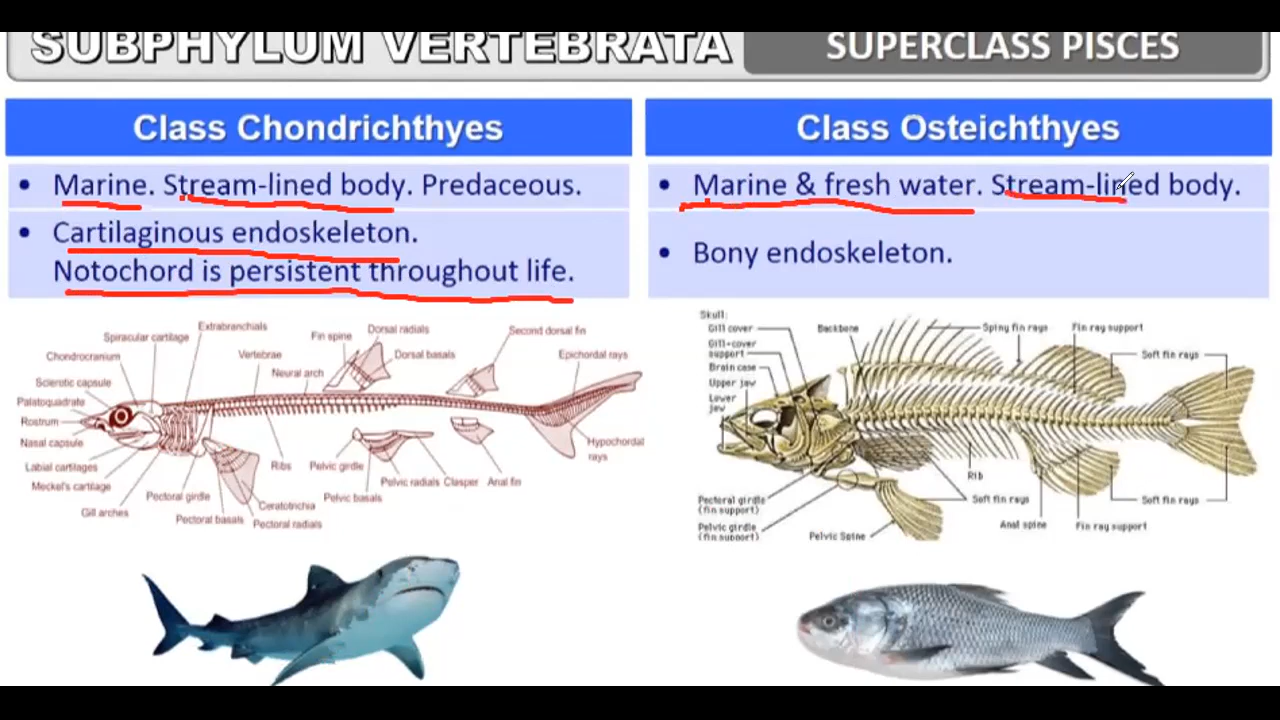 SUBPHYLUM VERTEBRATA
SUPERCLASS PISCES
Class Chondrichthyes
• Marine. Stream-lined body. Predaceous.
• Cartilaginous endoskeleton.
Notochord is persistent throughout life.
Class Osteichthyes
• Marine & fresh water. Stream-lined body.
• Bony endoskeleton.
Extrabranchials
Spiracular cartilage
Chondrocranium
Sclerotic capsule
Palatoquadrate
Rostrum
Nasal capsule
Labial cartilages
Meckel's cartilage
Gill arches
Vertebrae
Neural arch
Fin spine
Dorsal radials
Dorsal basals
Second dorsal fin
Epichordal rays
Hypochordal
rays
Ribs
Pelvic girdle
Pelvic basals
Pelvic radials
Clasper
Anal fin
Pectoral girdle
Pectoral basals
Ceratotrichia
Pectoral radials
Skull:
Gill cover
Gill-cover
support
Brain case
Upper jaw
Lower
jaw
Backbone
Spiny fin rays
Fin ray support
Soft fin rays
Rib
Soft fin rays
Anal spine
Fin ray support
Soft fin rays
Pectoral girdle
(fin support)
Pelvic girdle
(fin support)
Pelvic Spine